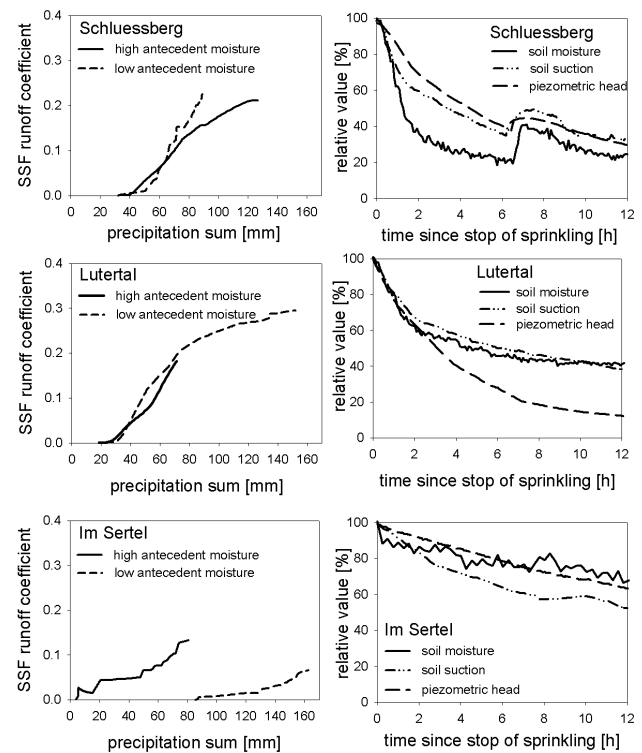 Schluessberg
high antecedent moisture
low antecedent moisture
SSF runoff coefficient
0.4
0.3
0.2
0.1
0.0
0 20 40 60 80 100 120 140 160
precipitation sum [mm]
Schluessberg
soil moisture
soil suction
piezometric head
relative value [%]
100
80
60
40
20
0
0 2 4 6 8 10 12
time since stop of sprinkling [h]
Lutertal
high antecedent moisture
low antecedent moisture
SSF runoff coefficient
0.4
0.3
0.2
0.1
0.0
0 20 40 60 80 100 120 140 160
precipitation sum [mm]
Lutertal
soil moisture
soil suction
piezometric head
relative value [%]
100
80
60
40
20
0
0 2 4 6 8 10 12
time since stop of sprinkling [h]
Im Sertel
high antecedent moisture
low antecedent moisture
SSF runoff coefficient
0.4
0.3
0.2
0.1
0.0
0 20 40 60 80 100 120 140 160
precipitation sum [mm]
Im Sertel
soil moisture
soil suction
piezometric head
relative value [%]
100
80
60
40
20
0
0 2 4 6 8 10 12
time since stop of sprinkling [h]